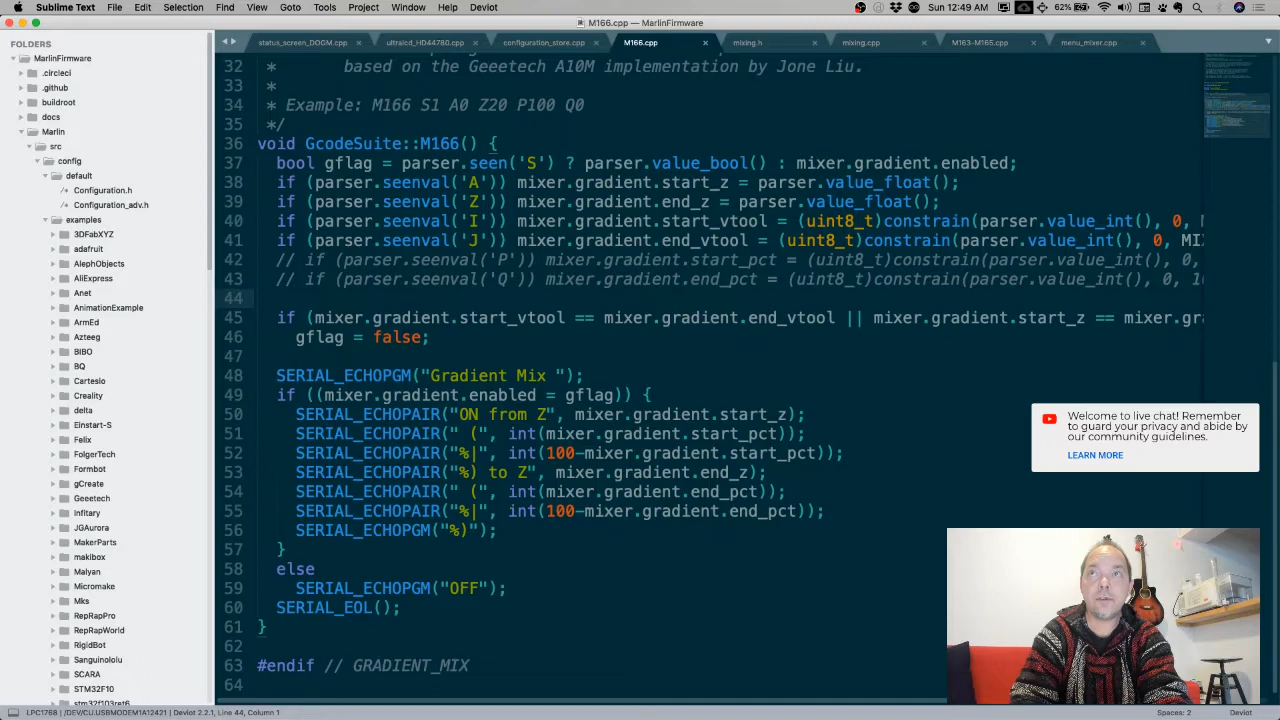 Sublime Text File Edit Selection Find View Goto Tools Project Window Help Deviot
Sun 12:49 AM 62%
M166.cpp — MarlinFirmware
status_screen_DOGM.cpp ultralcd_HD44780.cpp configuration_store.cpp M166.cpp mixing.h mixing.cpp M163-M165.cpp menu_mixer.cpp
FOLDERS
MarlinFirmware
.circleci
.github
buildroot
docs
Marlin
src
config
default
Configuration.h
Configuration_adv.h
examples
3DFabXYZ
adafruit
AlephObjects
AliExpress
Anet
AnimationExample
ArmEd
Azteeg
BIBO
BQ
Cartesio
Creality
delta
Einstart-S
Felix
FolgerTech
Formbot
gCreate
Geeetech
Infitary
JGAurora
MakerParts
makibox
Malyan
Micromake
Mks
RepRapPro
RepRapWorld
RigidBot
Sanguinololu
SCARA
STM32F10
stm32f103ret6
32 * based on the Geeetech A10M implementation by Jone Liu.
33 *
34 * Example: M166 S1 A0 Z20 P100 Q0
35 */
36 void GcodeSuite::M166() {
37 bool gflag = parser.seen('S') ? parser.value_bool() : mixer.gradient.enabled;
38 if (parser.seenval('A')) mixer.gradient.start_z = parser.value_float();
39 if (parser.seenval('Z')) mixer.gradient.end_z = parser.value_float();
40 if (parser.seenval('I')) mixer.gradient.start_vtool = (uint8_t)constrain(parser.value_int(), 0, M
41 if (parser.seenval('J')) mixer.gradient.end_vtool = (uint8_t)constrain(parser.value_int(), 0, MIX
42 // if (parser.seenval('P')) mixer.gradient.start_pct = (uint8_t)constrain(parser.value_int(), 0,
43 // if (parser.seenval('Q')) mixer.gradient.end_pct = (uint8_t)constrain(parser.value_int(), 0, 10
44
45 if (mixer.gradient.start_vtool == mixer.gradient.end_vtool || mixer.gradient.start_z == mixer.gra
46 gflag = false;
47
48 SERIAL_ECHOPGM("Gradient Mix ");
49 if ((mixer.gradient.enabled = gflag)) {
50 SERIAL_ECHOPAIR("ON from Z", mixer.gradient.start_z);
51 SERIAL_ECHOPAIR(" (", int(mixer.gradient.start_pct));
52 SERIAL_ECHOPAIR("%|", int(100-mixer.gradient.start_pct));
53 SERIAL_ECHOPAIR("%) to Z", mixer.gradient.end_z);
54 SERIAL_ECHOPAIR(" (", int(mixer.gradient.end_pct));
55 SERIAL_ECHOPAIR("%|", int(100-mixer.gradient.end_pct));
56 SERIAL_ECHOPGM("%)");
57 }
58 else
59 SERIAL_ECHOPGM("OFF");
60 SERIAL_EOL();
61 }
62
63 #endif // GRADIENT_MIX
64
Welcome to live chat! Remember
to guard your privacy and abide by
our community guidelines.
LEARN MORE
LPC1768 | /DEV/CU.USBMODEM1A12421 | Deviot 2.2.1, Line 44, Column 1 Spaces: 2 Deviot